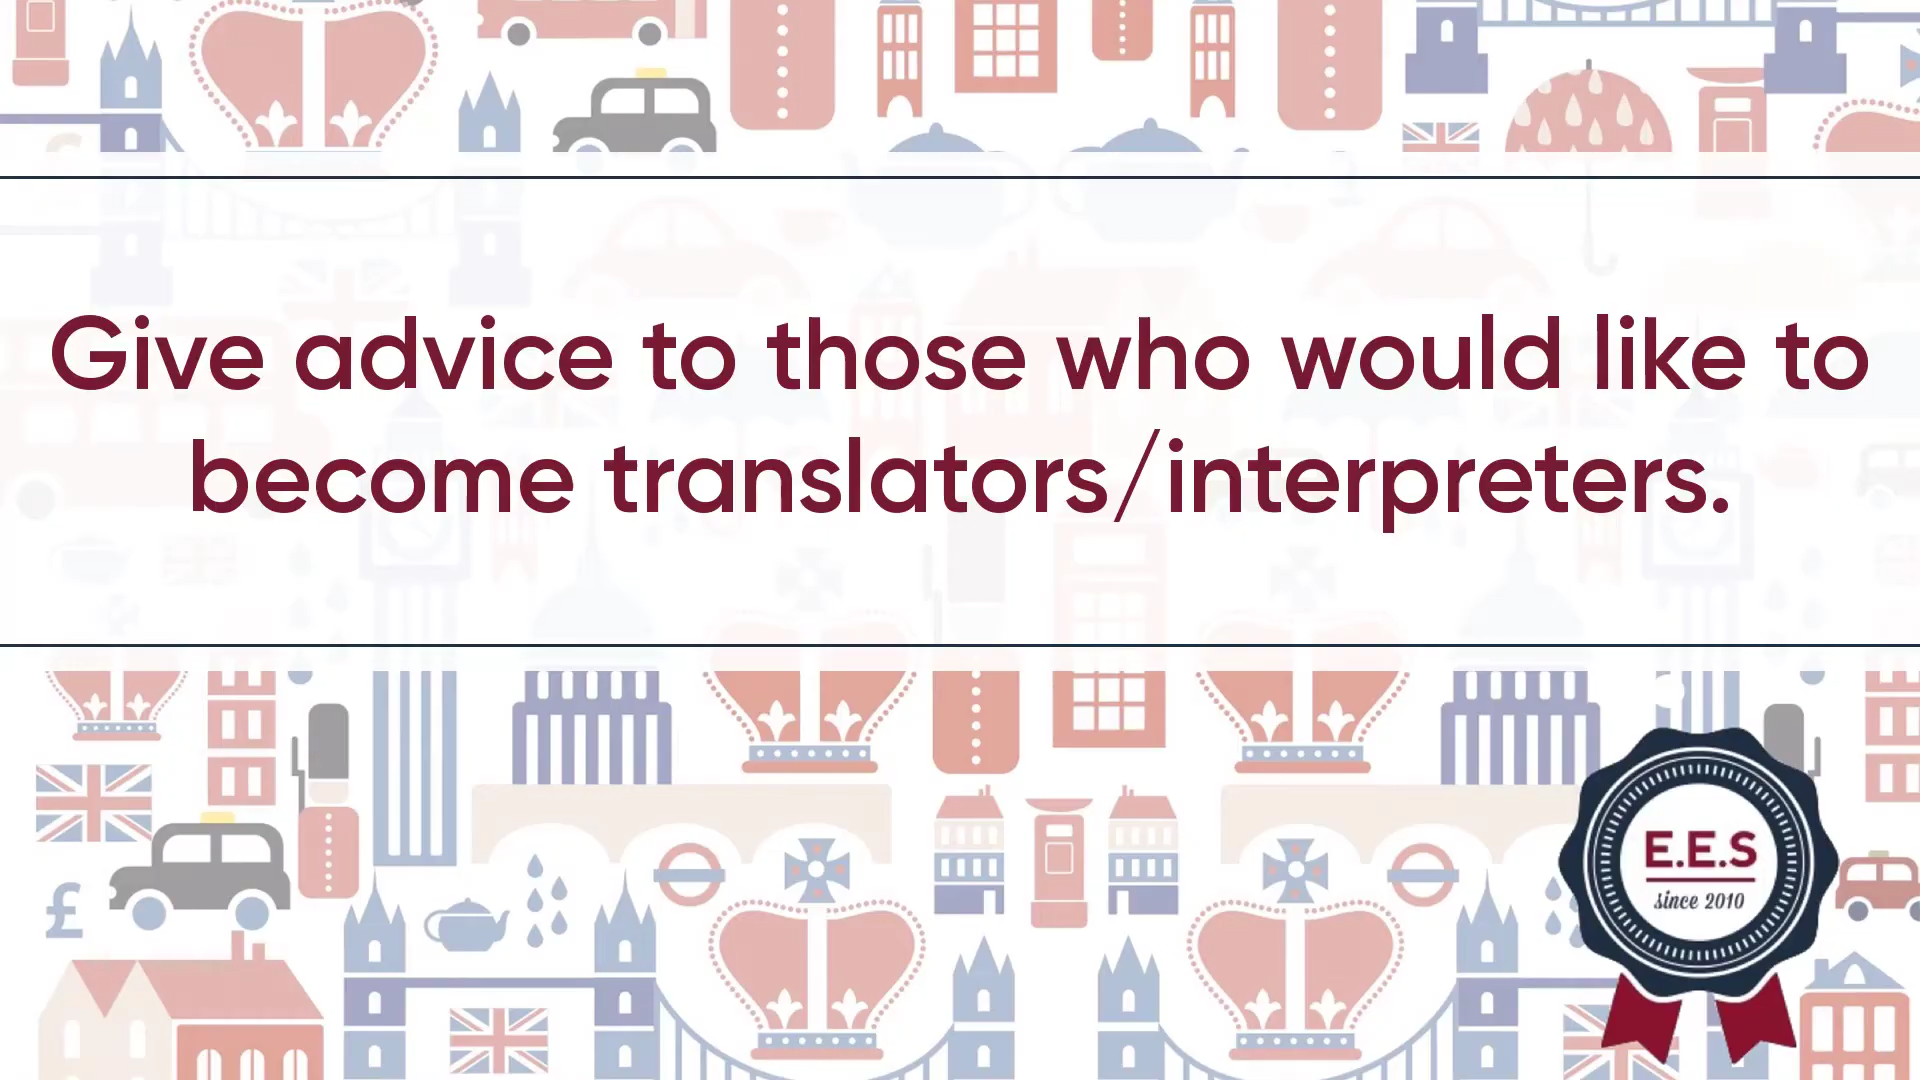 Give advice to those who would like to
become translators/interpreters.
E.E.S
since 2010
£